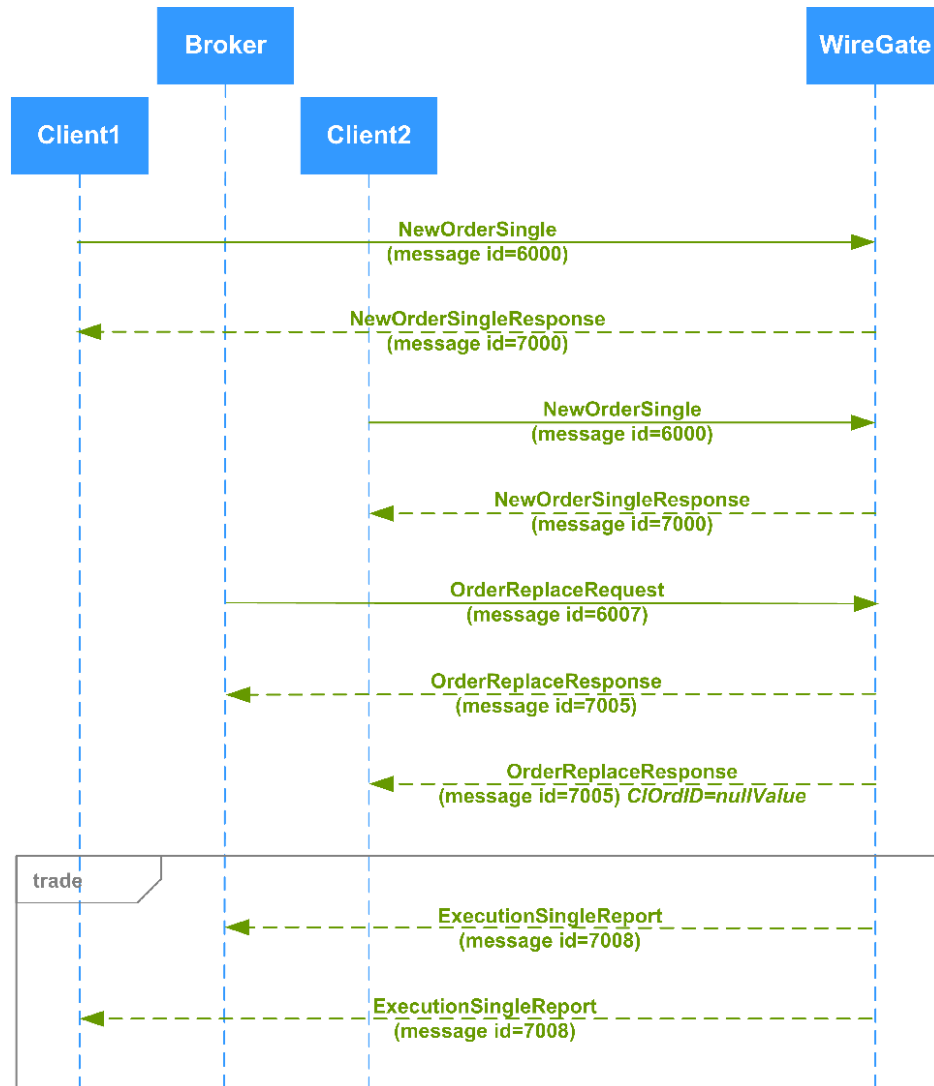 Broker
WireGate
Client1
Client2
NewOrderSingle
(message id=6000)
NewOrderSingleResponse
(message id=7000)
NewOrderSingle
(message id=6000)
NewOrderSingleResponse
(message id=7000)
OrderReplaceRequest
(message id=6007)
OrderReplaceResponse
(message id=7005)
OrderReplaceResponse
(message id=7005) ClOrdID=nullValue
trade
ExecutionSingleReport
(message id=7008)
ExecutionSingleReport
(message id=7008)